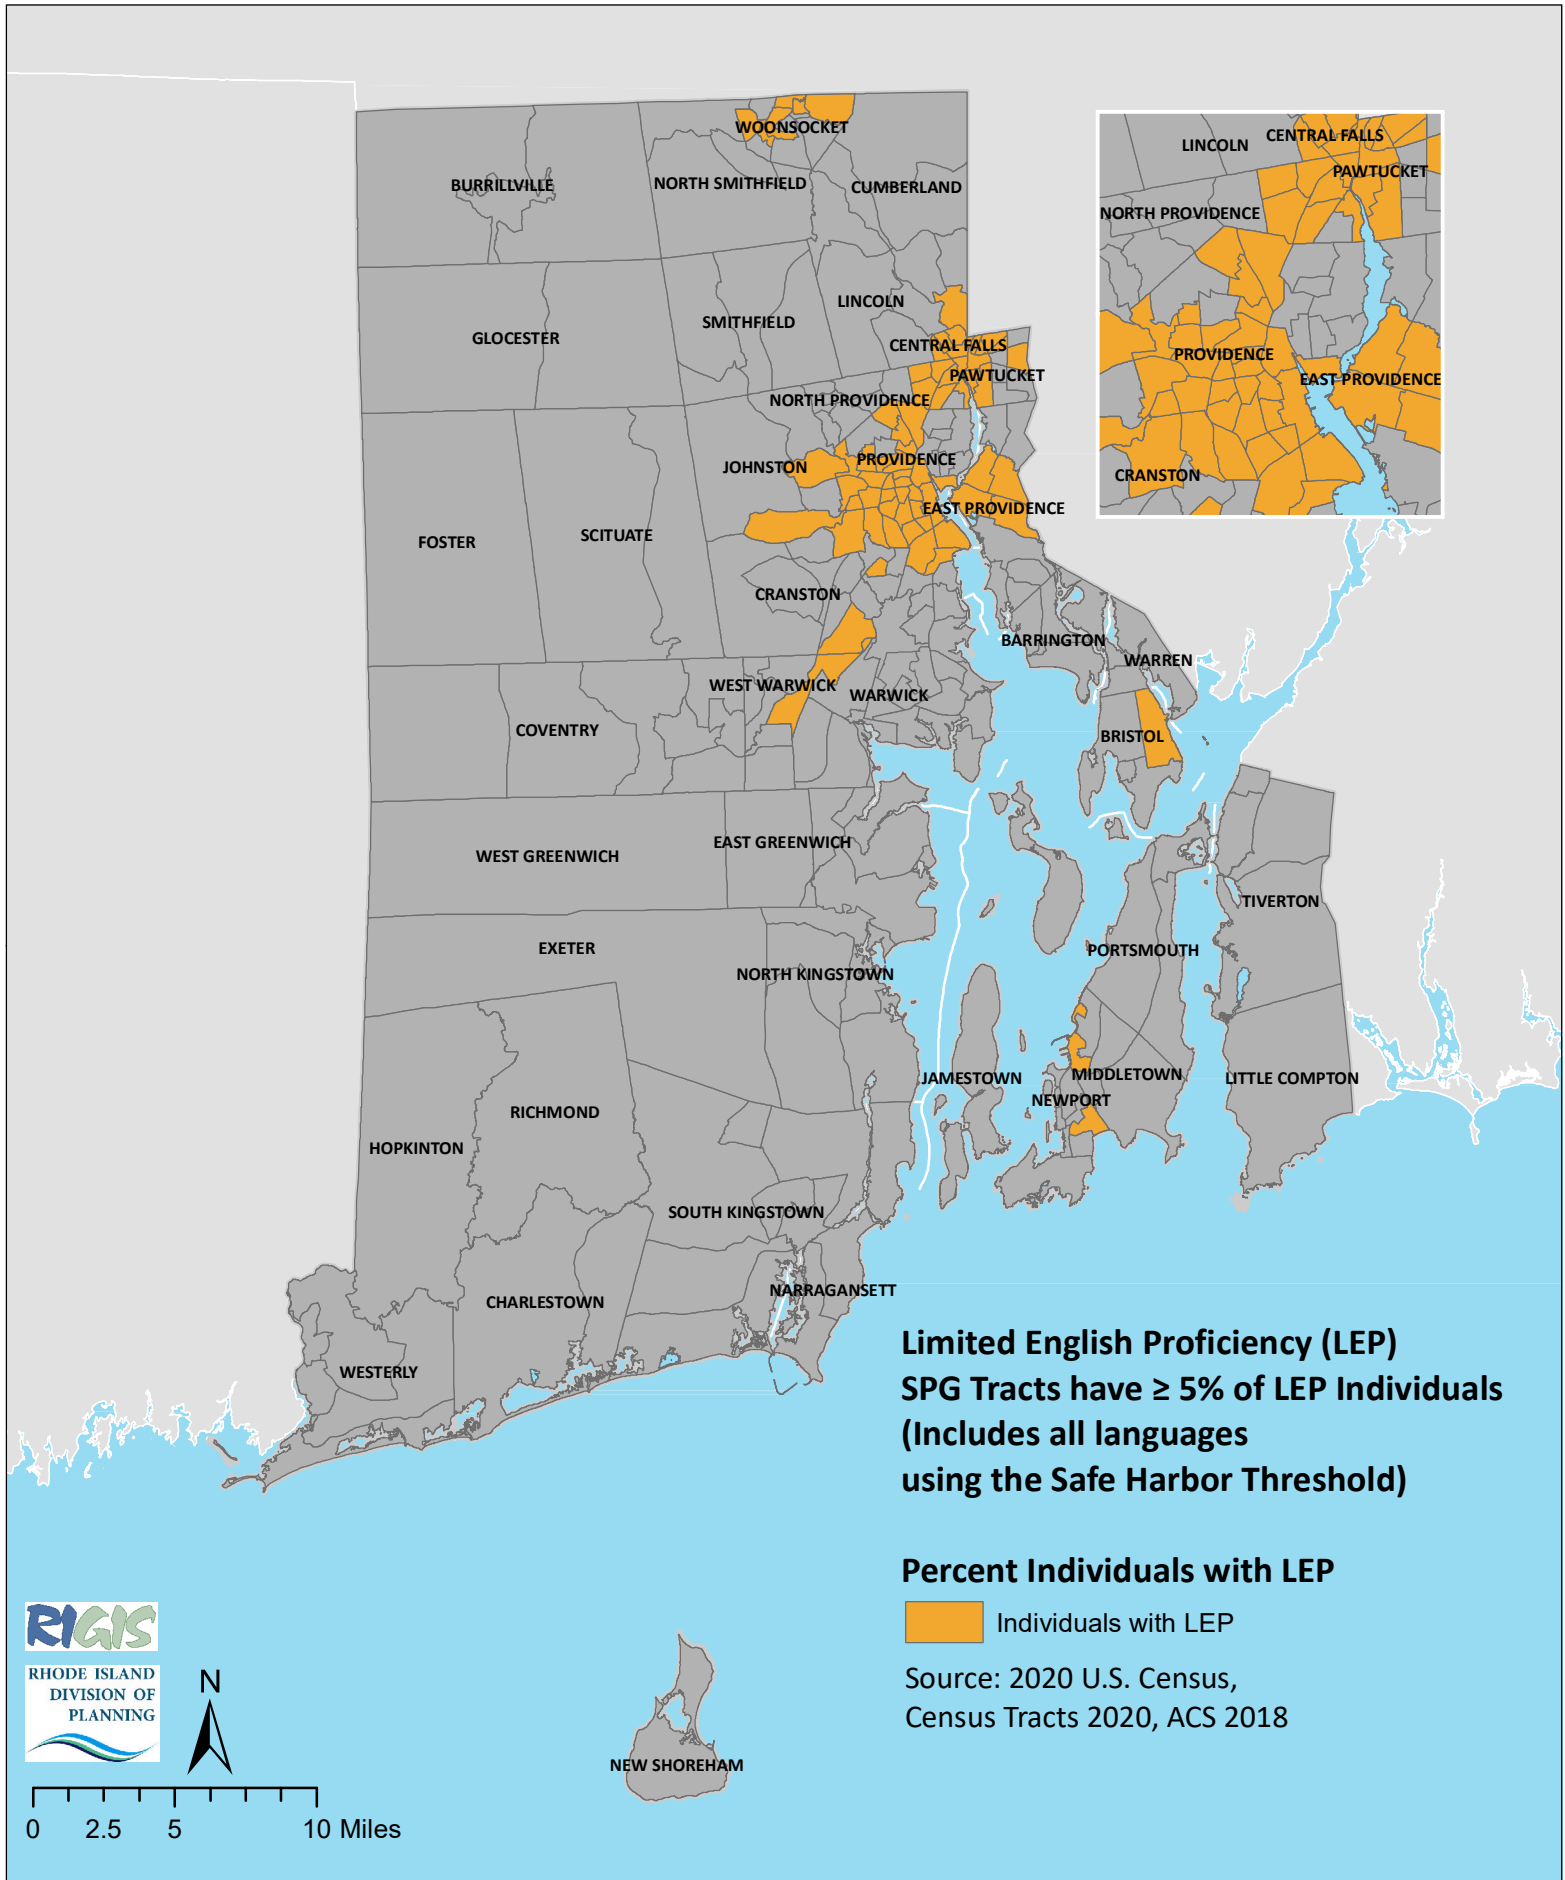 WOONSOCKET
BURRILLVILLE
NORTH SMITHFIELD
CUMBERLAND
LINCOLN
GLOCESTER
SMITHFIELD
CENTRAL FALLS
PAWTUCKET
NORTH PROVIDENCE
JOHNSTON
PROVIDENCE
EAST PROVIDENCE
FOSTER
SCITUATE
CRANSTON
BARRINGTON
WARREN
WEST WARWICK
WARWICK
COVENTRY
BRISTOL
WEST GREENWICH
EAST GREENWICH
TIVERTON
EXETER
PORTSMOUTH
NORTH KINGSTOWN
JAMESTOWN
MIDDLETOWN
LITTLE COMPTON
NEWPORT
RICHMOND
HOPKINTON
SOUTH KINGSTOWN
NARRAGANSETT
CHARLESTOWN
WESTERLY
NEW SHOREHAM
LINCOLN
CENTRAL FALLS
PAWTUCKET
NORTH PROVIDENCE
PROVIDENCE
EAST PROVIDENCE
CRANSTON
Limited English Proficiency (LEP)
SPG Tracts have ≥ 5% of LEP Individuals
(Includes all languages
using the Safe Harbor Threshold)
Percent Individuals with LEP
Individuals with LEP
Source: 2020 U.S. Census,
Census Tracts 2020, ACS 2018
RIGIS
RHODE ISLAND
DIVISION OF
PLANNING
N
0 2.5 5 10 Miles